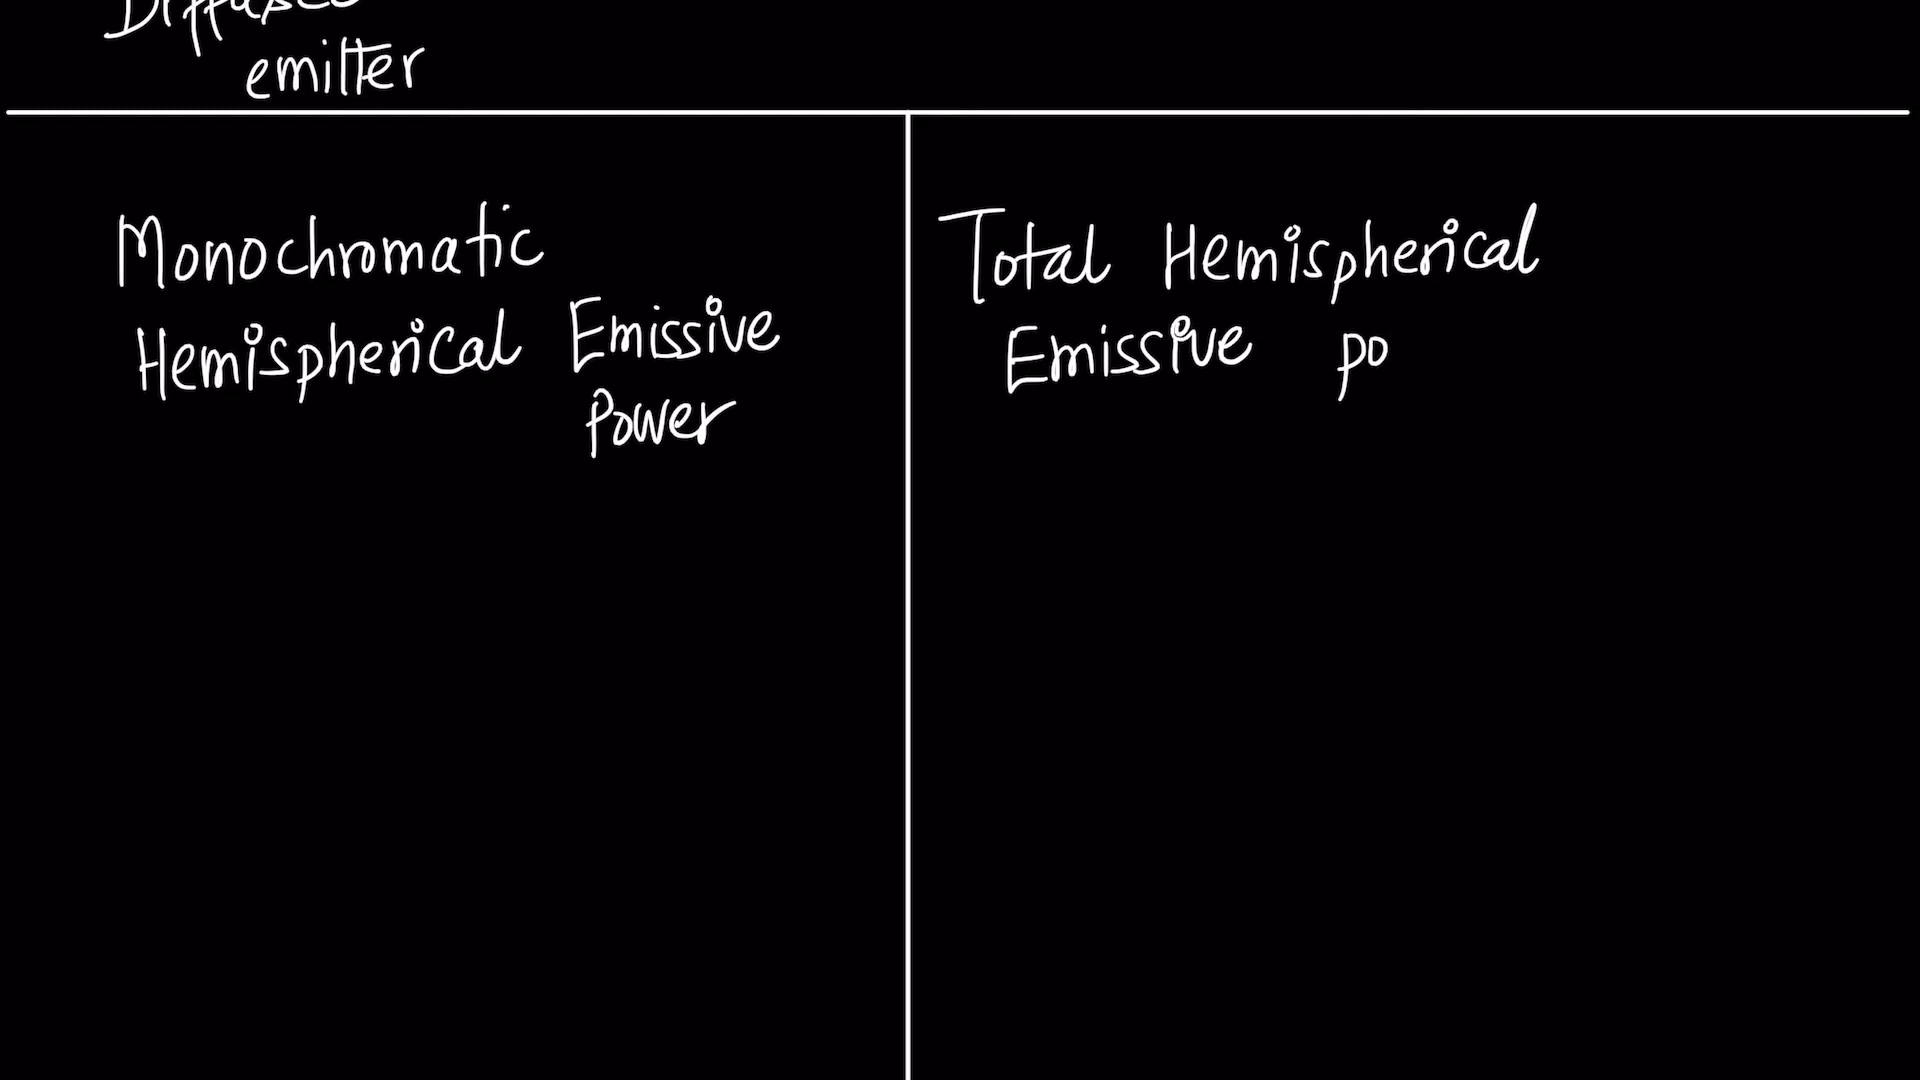 emitter
Monochromatic
Hemispherical Emissive
Power
Total Hemispherical
Emissive po